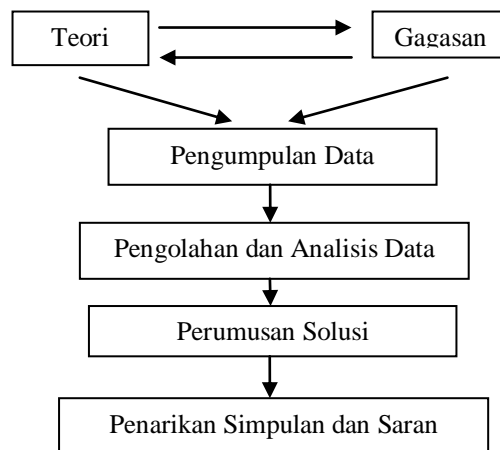 Teori
Gagasan
Pengumpulan Data
Pengolahan dan Analisis Data
Perumusan Solusi
Penarikan Simpulan dan Saran